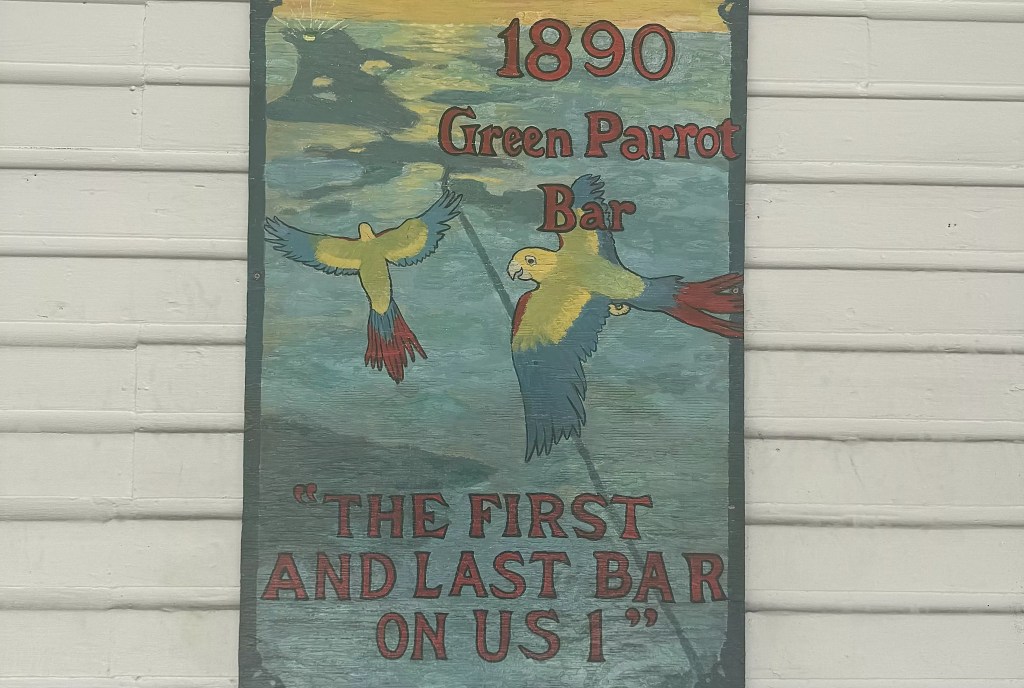 1890
Green Parrot
Bar
"THE FIRST
AND LAST BAR
ON US 1"